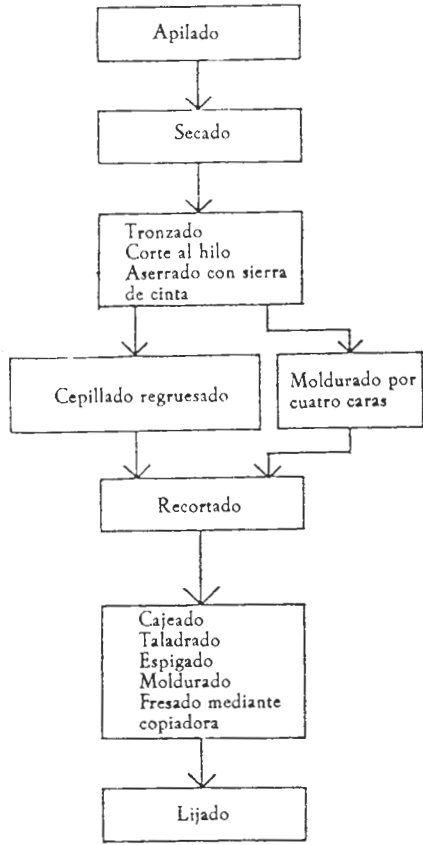 Apilado
Secado
Tronzado
Corte al hilo
Aserrado con sierra
de cinta
Cepillado regruesado
Moldurado por
cuatro caras
Recortado
Cajeado
Taladrado
Espigado
Moldurado
Fresado mediante
copiadora
Lijado